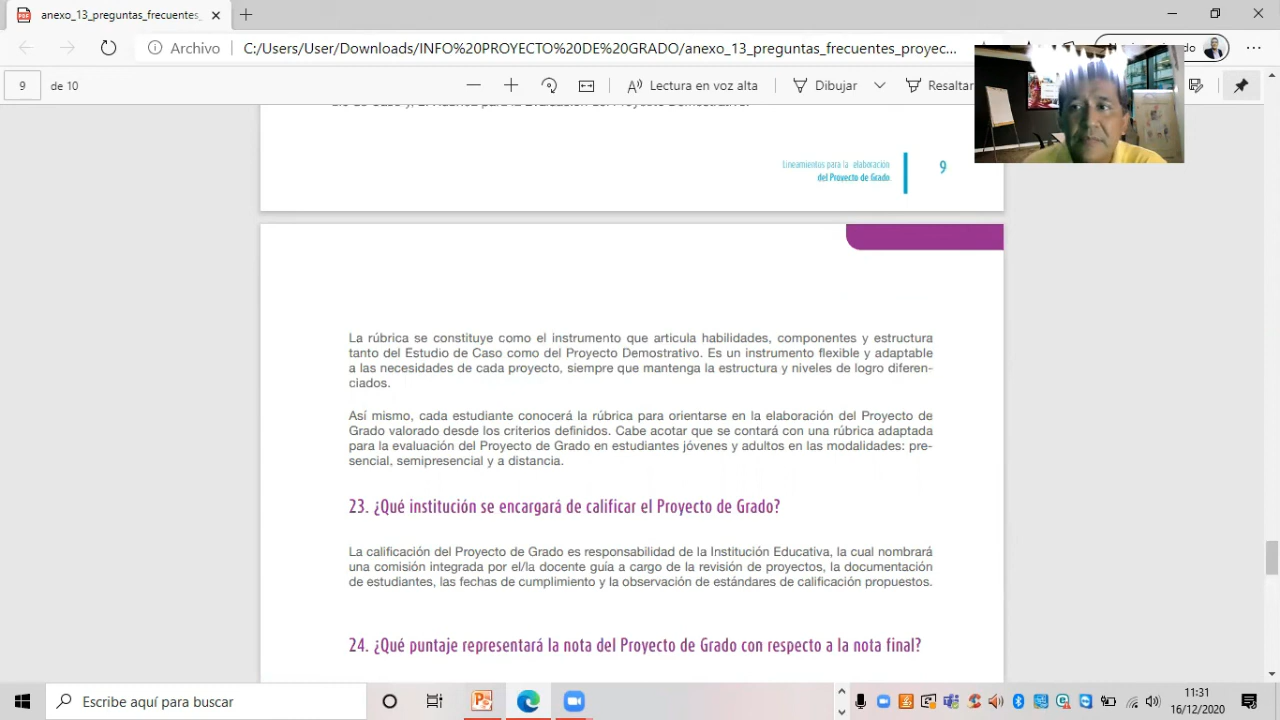 anexo_13_preguntas_frecuentes_
Archivo
C:/Users/User/Downloads/INFO%20PROYECTO%20DE%20GRADO/anexo_13_preguntas_frecuentes_proyec...
9 de 10
Lectura en voz alta
Dibujar
Resaltar
Lineamientos para la elaboración
del Proyecto de Grado
9
La rúbrica se constituye como el instrumento que articula habilidades, componentes y estructura
tanto del Estudio de Caso como del Proyecto Demostrativo. Es un instrumento flexible y adaptable
a las necesidades de cada proyecto, siempre que mantenga la estructura y niveles de logro diferen-
ciados.
Así mismo, cada estudiante conocerá la rúbrica para orientarse en la elaboración del Proyecto de
Grado valorado desde los criterios definidos. Cabe acotar que se contará con una rúbrica adaptada
para la evaluación del Proyecto de Grado en estudiantes jóvenes y adultos en las modalidades: pre-
sencial, semipresencial y a distancia.
23. ¿Qué institución se encargará de calificar el Proyecto de Grado?
La calificación del Proyecto de Grado es responsabilidad de la Institución Educativa, la cual nombrará
una comisión integrada por el/la docente guía a cargo de la revisión de proyectos, la documentación
de estudiantes, las fechas de cumplimiento y la observación de estándares de calificación propuestos.
24. ¿Qué puntaje representará la nota del Proyecto de Grado con respecto a la nota final?
Escribe aquí para buscar
11:31
16/12/2020